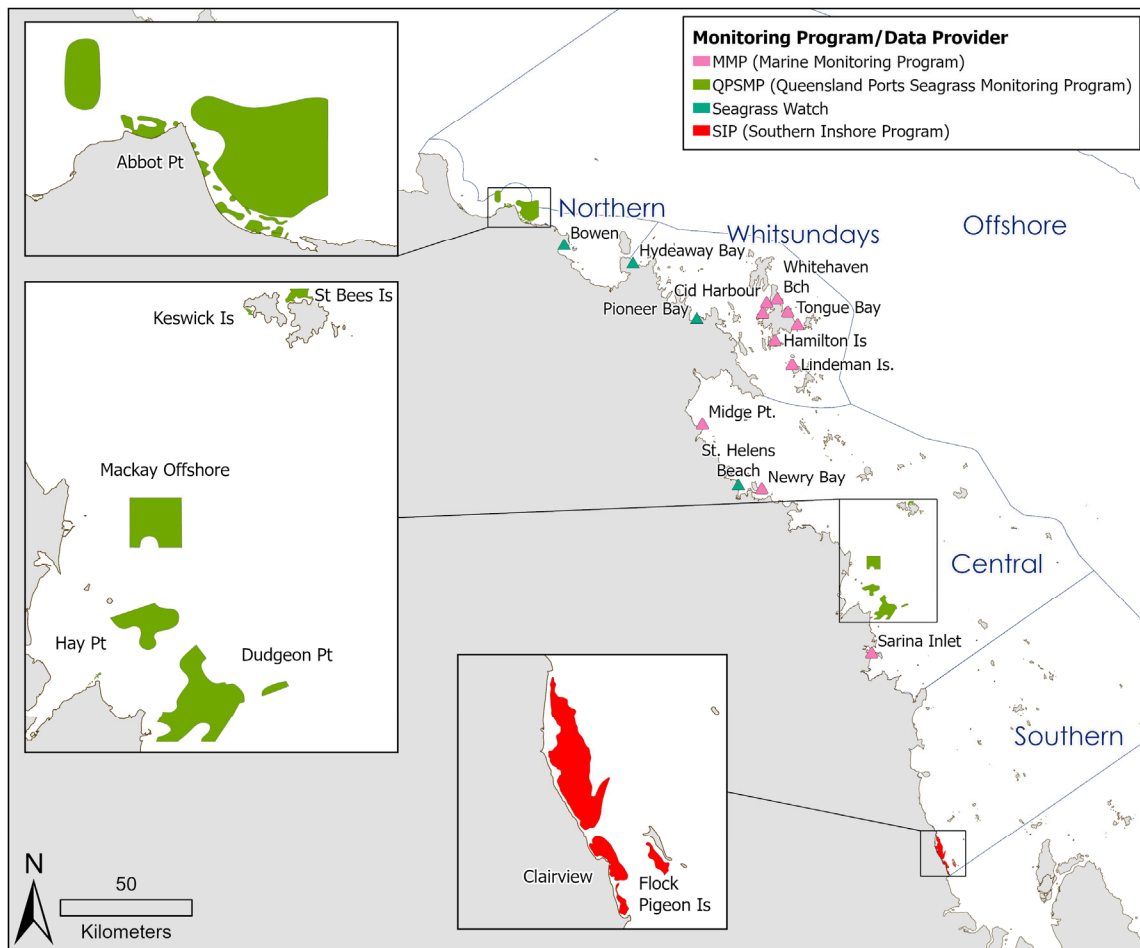 Monitoring Program/Data Provider
MMP (Marine Monitoring Program)
QPSMP (Queensland Ports Seagrass Monitoring Program)
Seagrass Watch
SIP (Southern Inshore Program)
Abbot Pt
Northern
Whitsundays
Offshore
Bowen
Hydeaway Bay
Whitehaven
Bch
Cid Harbour
Pioneer Bay
Tongue Bay
Hamilton Is
Lindeman Is.
St Bees Is
Keswick Is
Midge Pt.
St. Helens
Beach
Newry Bay
Mackay Offshore
Central
Hay Pt
Dudgeon Pt
Sarina Inlet
Southern
Clairview
Flock
Pigeon Is
N
50
Kilometers